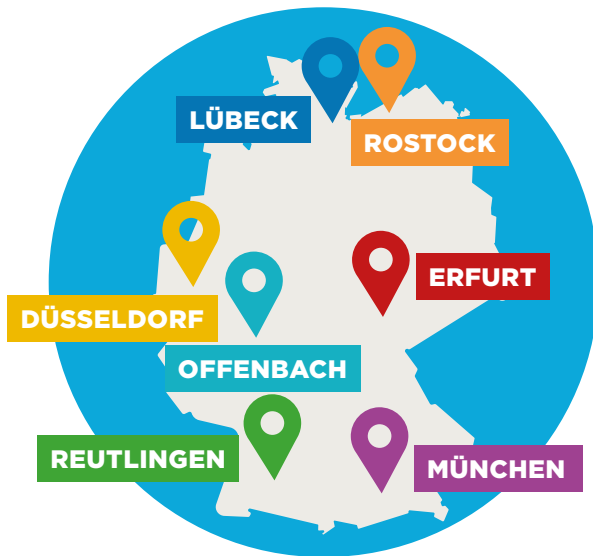 LÜBECK
ROSTOCK
ERFURT
DÜSSELDORF
OFFENBACH
REUTLINGEN
MÜNCHEN